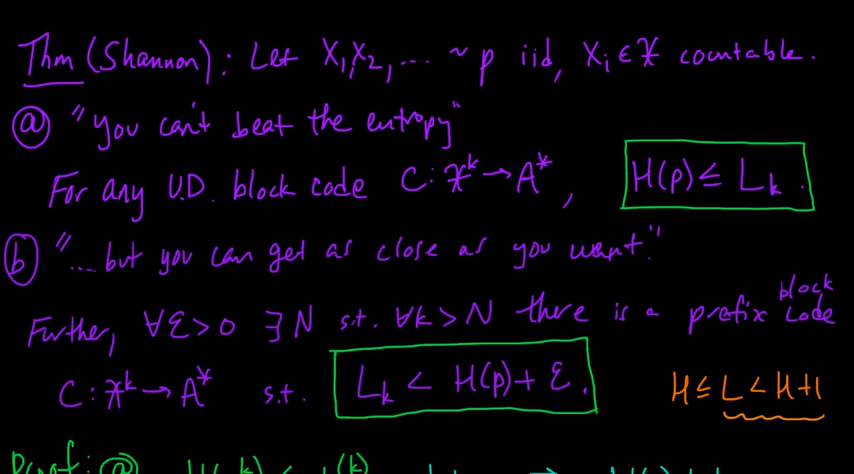 Thm (Shannon): Let X₁,X₂, .... ~ p iid, Xᵢ ∈ 𝒳 countable.
ⓐ "You can't beat the entropy"
For any U.D. block code C: 𝒳ᵏ → A*, H(p) ≤ Lₖ.
ⓑ "....but you can get as close as you want."
Further, ∀ε>0 ∃N s.t. ∀k>N there is a prefix block code
C: 𝒳ᵏ → A* s.t. Lₖ < H(p) + ε.
H ≤ L < H+1
Proof: ⓐ